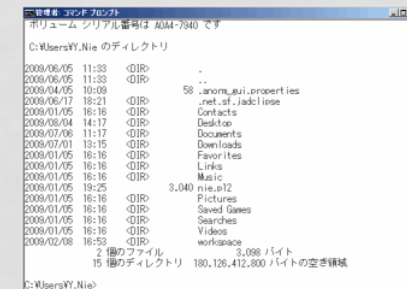 管理者: コマンド プロンプト
ボリューム シリアル番号は A0A4-7940 です
C:¥Users¥Y.Nie のディレクトリ
2009/06/05 11:33 <DIR> .
2009/06/05 11:33 <DIR> ..
2009/04/05 10:09 58 .anorm_gui.properties
2009/06/17 18:21 <DIR> .net.sf.jadclipse
2009/01/05 16:16 <DIR> Contacts
2009/08/04 14:17 <DIR> Desktop
2009/07/06 11:17 <DIR> Documents
2009/07/01 13:15 <DIR> Downloads
2009/01/05 16:16 <DIR> Favorites
2009/01/05 16:16 <DIR> Links
2009/01/05 16:16 <DIR> Music
2009/01/05 19:25 3,040 nie.p12
2009/01/05 16:16 <DIR> Pictures
2009/01/05 16:16 <DIR> Saved Games
2009/01/05 16:16 <DIR> Searches
2009/01/05 16:16 <DIR> Videos
2009/02/08 16:53 <DIR> workspace
2 個のファイル 3,098 バイト
15 個のディレクトリ 180,126,412,800 バイトの空き領域
C:¥Users¥Y.Nie>